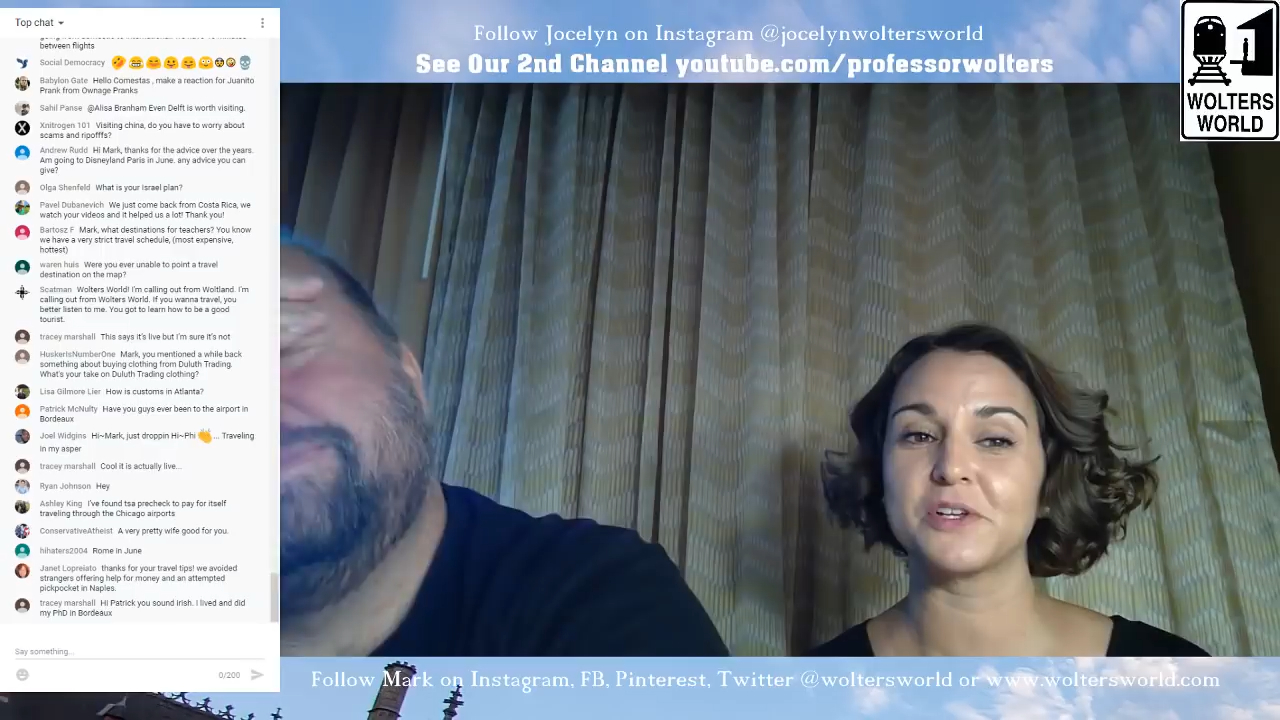 Top chat
between flights
Social Democracy
Babylon Gate Hello Comestas , make a reaction for Juanito
Prank from Ownage Pranks
Sahil Panse @Alisa Branham Even Delft is worth visiting.
Xnitrogen 101 Visiting china, do you have to worry about
scams and ripofffs?
Andrew Rudd Hi Mark, thanks for the advice over the years.
Am going to Disneyland Paris in June. any advice you can
give?
Olga Shenfeld What is your Israel plan?
Pavel Dubanevich We just come back from Costa Rica, we
watch your videos and it helped us a lot! Thank you!
Bartosz F Mark, what destinations for teachers? You know
we have a very strict travel schedule, (most expensive,
hottest)
waren huis Were you ever unable to point a travel
destination on the map?
Scatman Wolters World! I'm calling out from Woltland. I'm
calling out from Wolters World. If you wanna travel, you
better listen to me. You got to learn how to be a good
tourist.
tracey marshall This says it's live but I'm sure it's not
HuskerIsNumberOne Mark, you mentioned a while back
something about buying clothing from Duluth Trading.
What's your take on Duluth Trading clothing?
Lisa Gilmore Lier How is customs in Atlanta?
Patrick McNulty Have you guys ever been to the airport in
Bordeaux
Joel Widgins Hi~Mark, just droppin Hi~Phi 👏... Traveling
in my asper
tracey marshall Cool it is actually live...
Ryan Johnson Hey
Ashley King I've found tsa precheck to pay for itself
traveling through the Chicago airports
ConservativeAtheist A very pretty wife good for you.
hihaters2004 Rome in June
Janet Lopreiato thanks for your travel tips! we avoided
strangers offering help for money and an attempted
pickpocket in Naples.
tracey marshall Hi Patrick you sound irish. I lived and did
my PhD in Bordeaux
Say something...
0/200
Follow Jocelyn on Instagram @jocelynwoltersworld
See Our 2nd Channel youtube.com/professorwolters
WOLTERS
WORLD
Follow Mark on Instagram, FB, Pinterest, Twitter @woltersworld or www.woltersworld.com